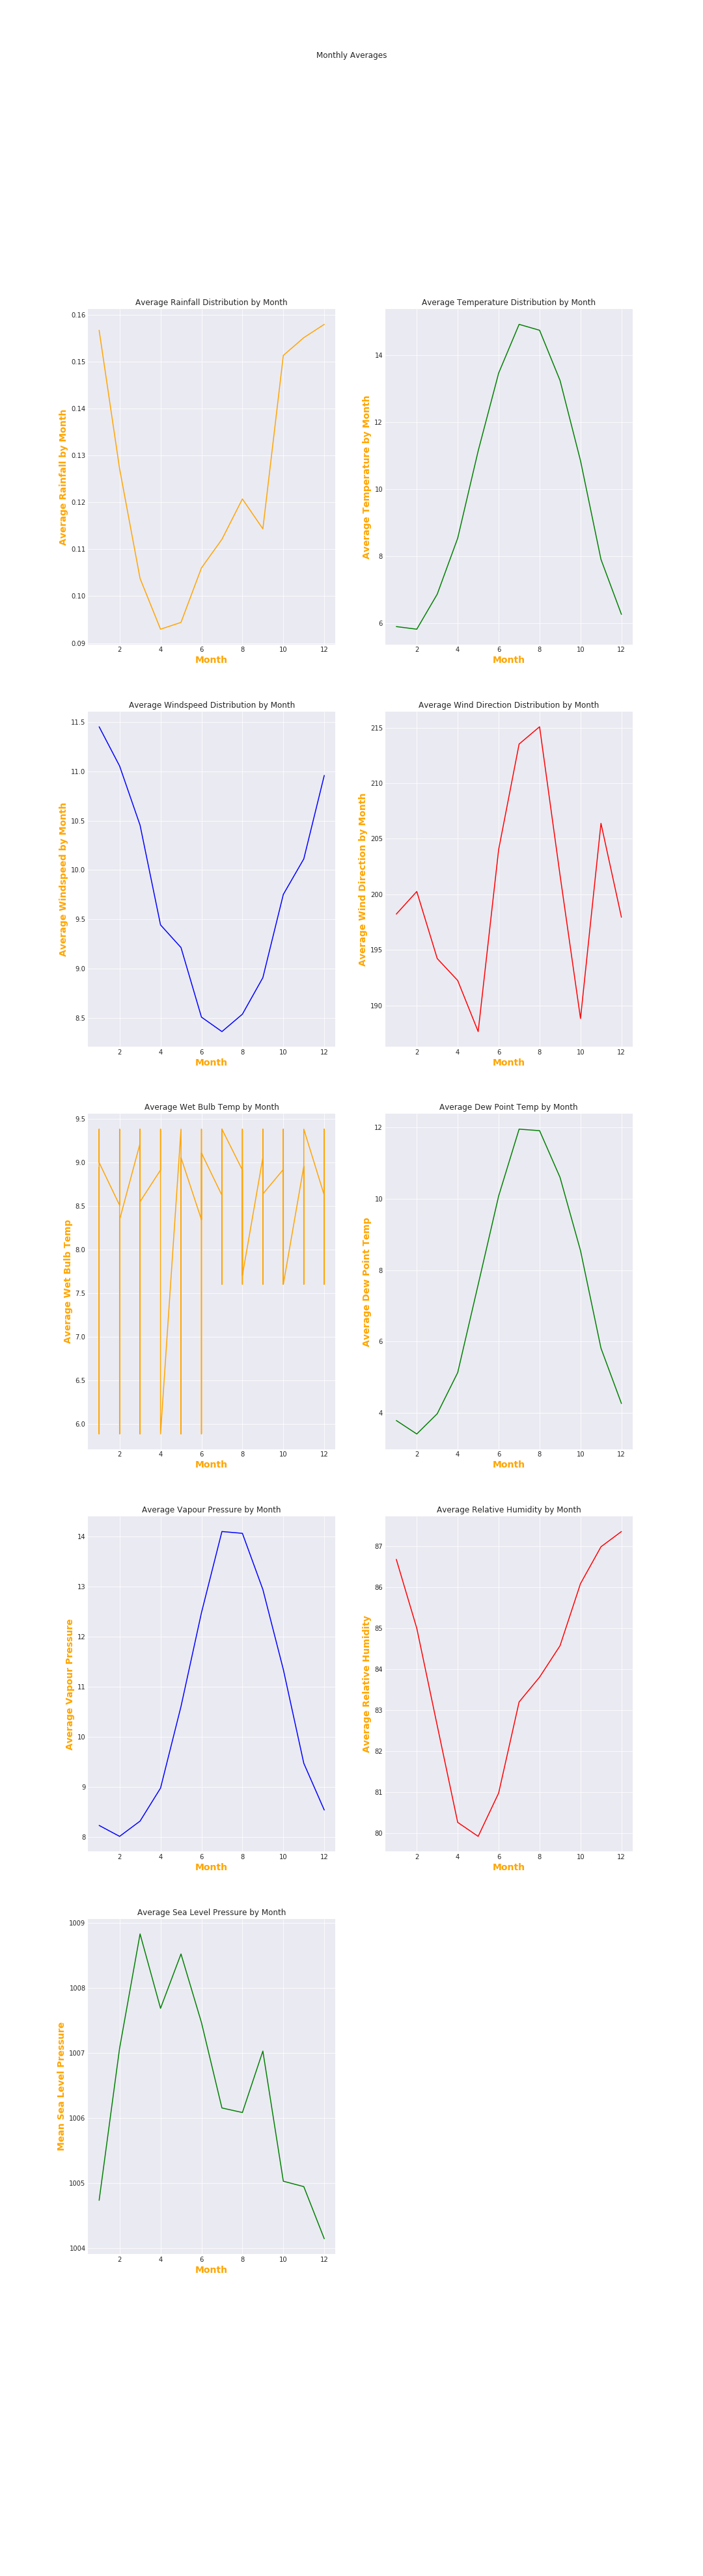 Monthly Averages
Average Rainfall Distribution by Month
Average Rainfall by Month
0.16
0.15
0.14
0.13
0.12
0.11
0.10
0.09
2 4 6 8 10 12
Month
Average Temperature Distribution by Month
Average Temperature by Month
14
12
10
8
6
2 4 6 8 10 12
Month
Average Windspeed Distribution by Month
Average Windspeed by Month
11.5
11.0
10.5
10.0
9.5
9.0
8.5
2 4 6 8 10 12
Month
Average Wind Direction Distribution by Month
Average Wind Direction by Month
215
210
205
200
195
190
2 4 6 8 10 12
Month
Average Wet Bulb Temp by Month
Average Wet Bulb Temp
9.5
9.0
8.5
8.0
7.5
7.0
6.5
6.0
2 4 6 8 10 12
Month
Average Dew Point Temp by Month
Average Dew Point Temp
12
10
8
6
4
2 4 6 8 10 12
Month
Average Vapour Pressure by Month
Average Vapour Pressure
14
13
12
11
10
9
8
2 4 6 8 10 12
Month
Average Relative Humidity by Month
Average Relative Humidity
87
86
85
84
83
82
81
80
2 4 6 8 10 12
Month
Average Sea Level Pressure by Month
Mean Sea Level Pressure
1009
1008
1007
1006
1005
1004
2 4 6 8 10 12
Month